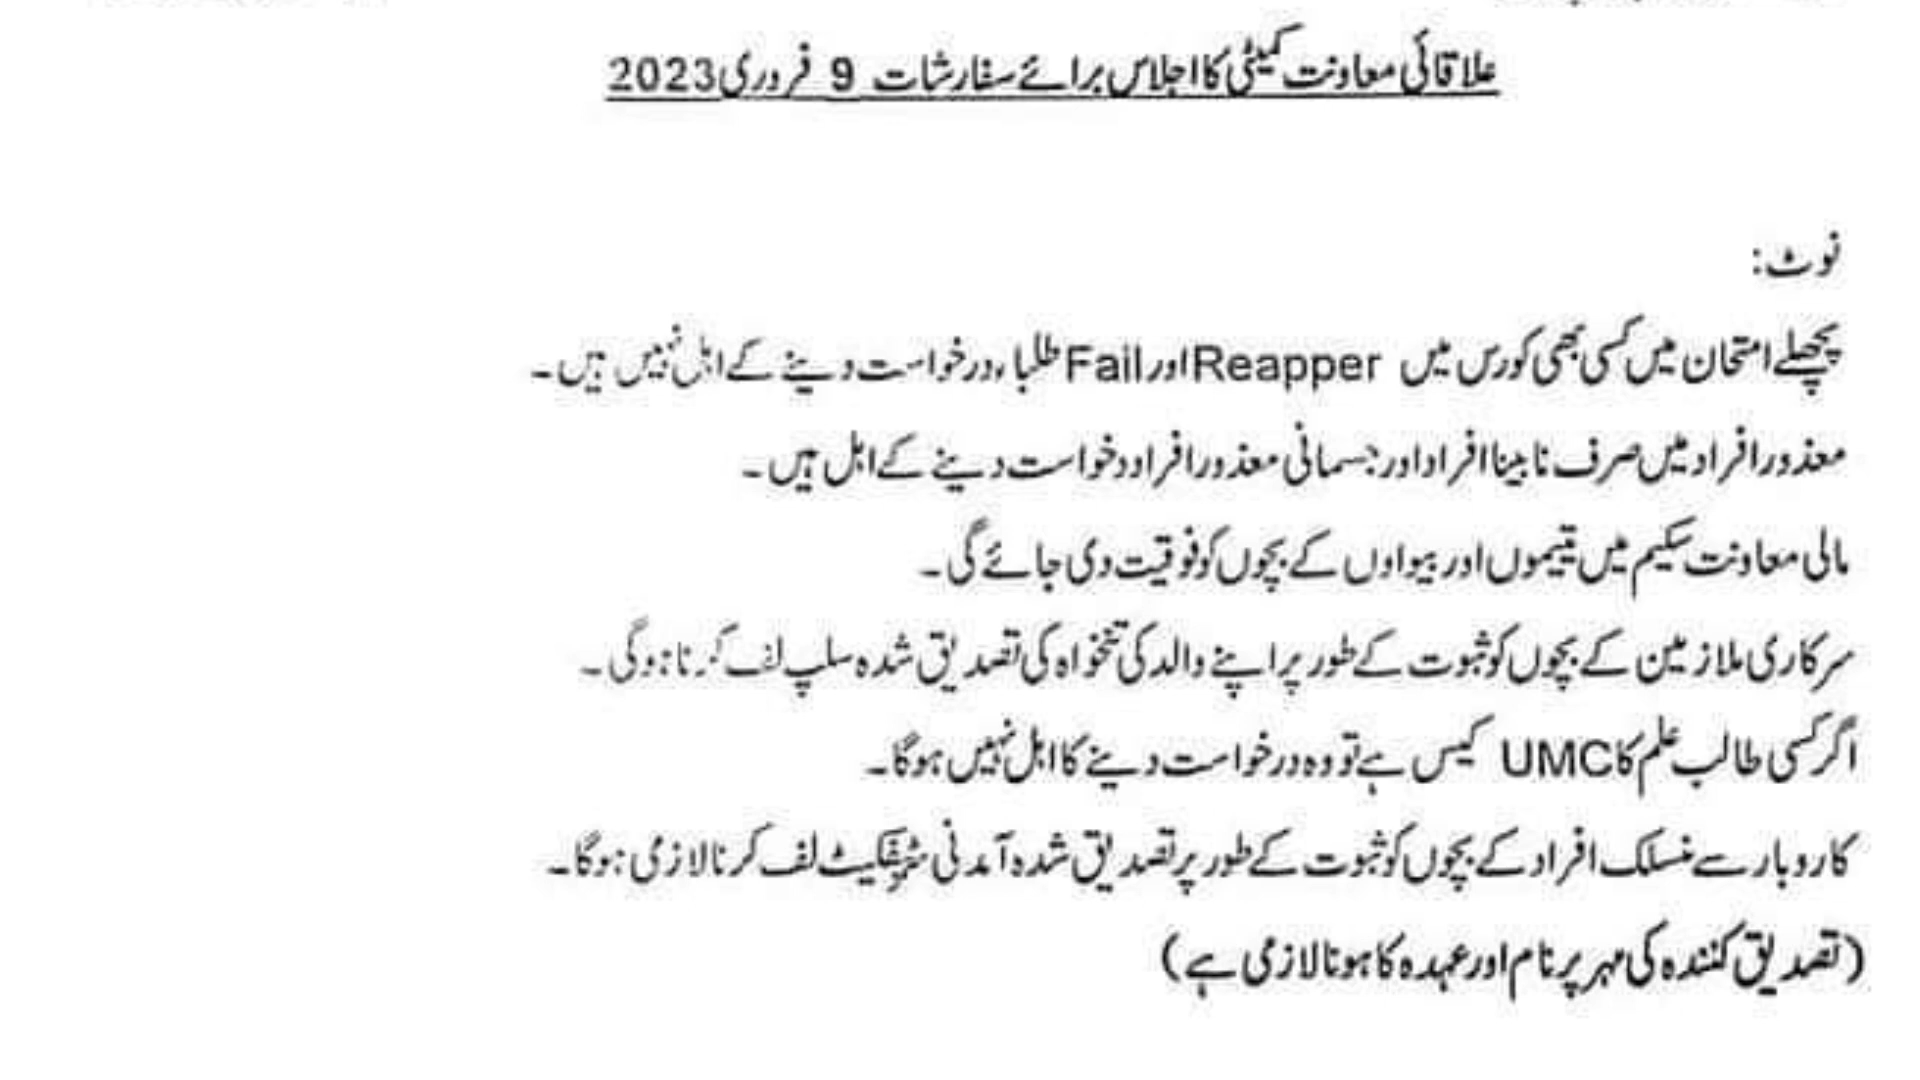 علاقائی معاونت کمیٹی کا اجلاس برائے سفارشات 9 فروری 2023
نوٹ:
پچھلے امتحان میں کسی بھی کورس میں Reapper اور Fail طلباء درخواست دینے کے اہل نہیں ہیں۔
معذور افراد میں صرف نابینا افراد اور جسمانی معذور افراد دخواست دینے کے اہل ہیں۔
مالی معاونت سکیم میں یتیموں اور بیواوں کے بچوں کو فوقیت دی جائے گی۔
سرکاری ملازمین کے بچوں کو ثبوت کے طور پر اپنے والد کی تنخواہ کی تصدیق شدہ سلپ لف کرنا ہوگی۔
اگر کسی طالب علم کا UMC کیس ہے تو وہ درخواست دینے کا اہل نہیں ہوگا۔
کاروبار سے منسلک افراد کے بچوں کو ثبوت کے طور پر تصدیق شدہ آمدنی سٹیفکیٹ لف کرنا لازمی ہوگا۔
(تصدیق کنندہ کی مہر پر نام اور عہدہ کا ہونا لازمی ہے)